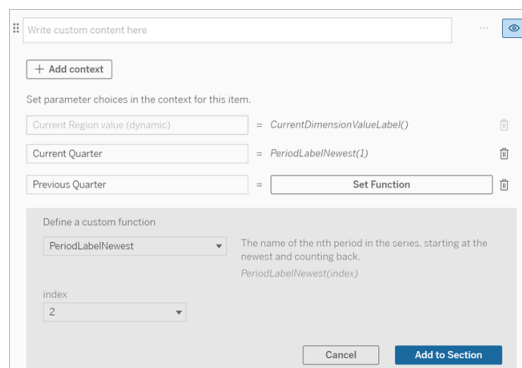 Write custom content here
+ Add context
Set parameter choices in the context for this item.
Current Region value (dynamic) = CurrentDimensionValueLabel()
Current Quarter = PeriodLabelNewest(1)
Previous Quarter = Set Function
Define a custom function
PeriodLabelNewest
The name of the nth period in the series, starting at the
newest and counting back.
PeriodLabelNewest(index)
index
2
Cancel Add to Section